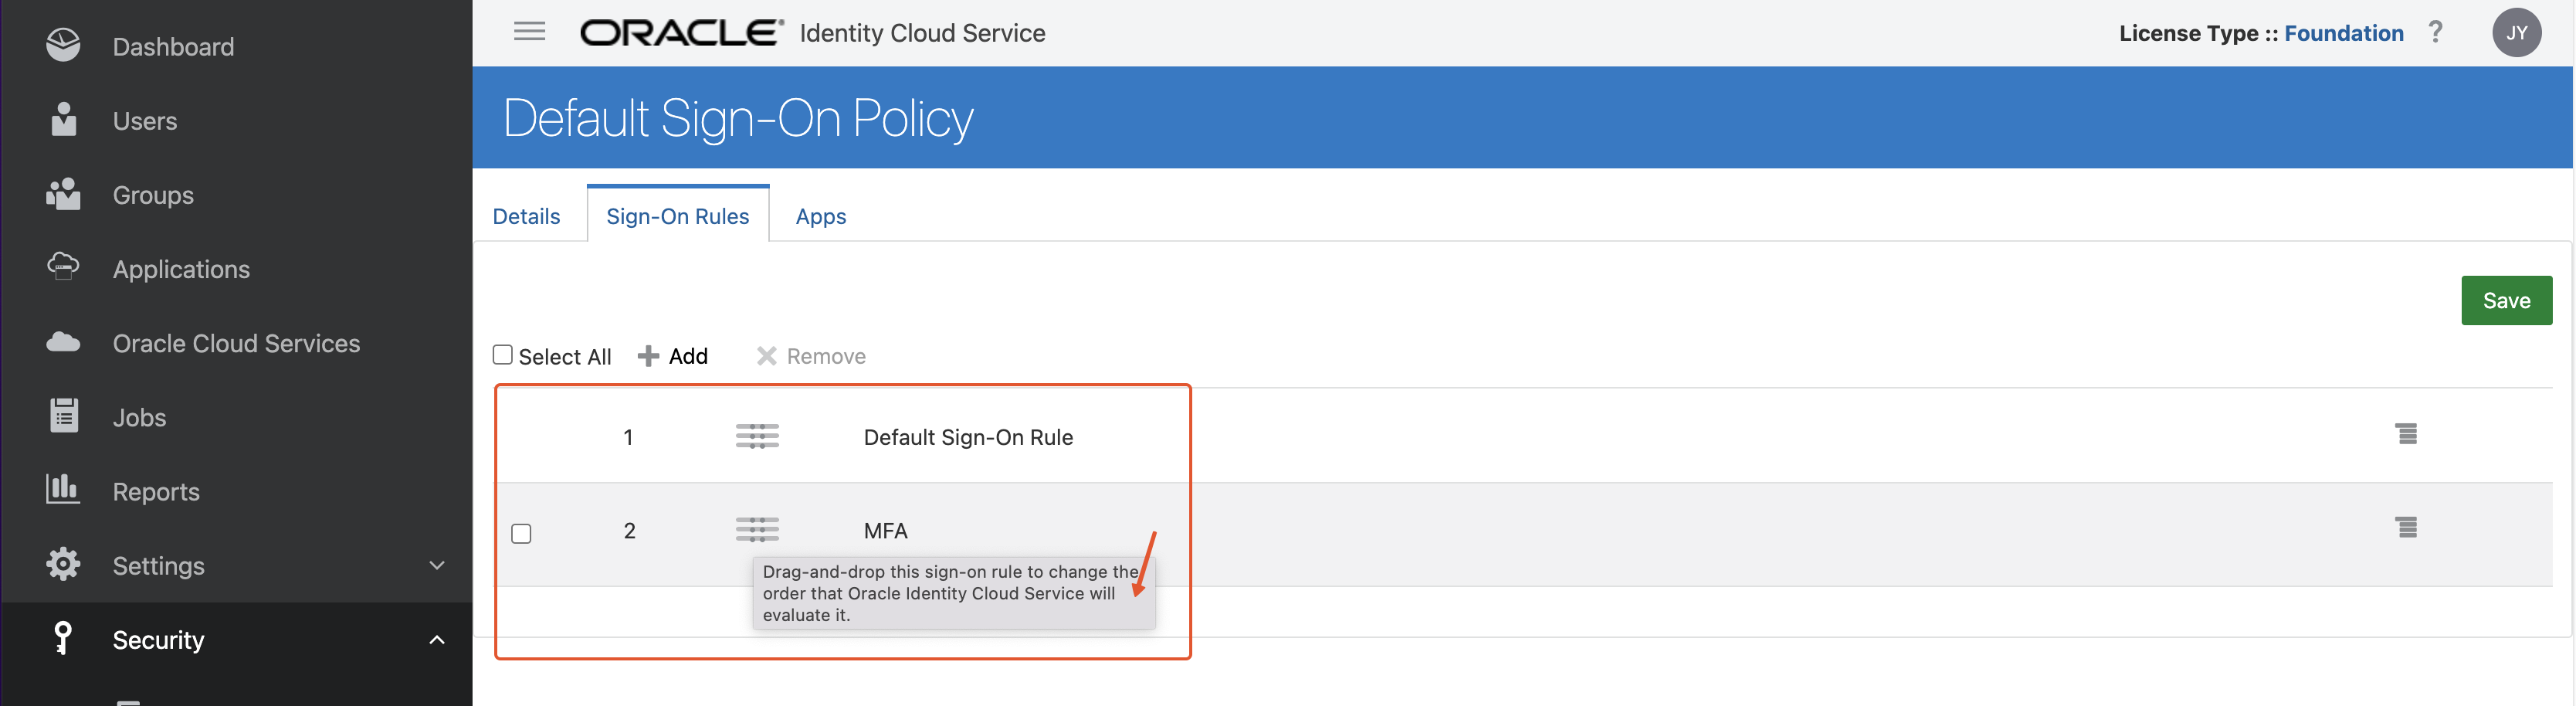 Dashboard
Users
Groups
Applications
Oracle Cloud Services
Jobs
Reports
Settings
Security
ORACLE® Identity Cloud Service
License Type :: Foundation ? JY
Default Sign-On Policy
Details Sign-On Rules Apps
Save
Select All Add Remove
1 Default Sign-On Rule
2 MFA
Drag-and-drop this sign-on rule to change the
order that Oracle Identity Cloud Service will
evaluate it.